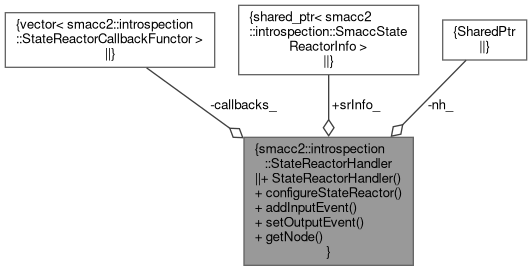 {vector< smacc2::introspection
::StateReactorCallbackFunctor >
||}
{shared_ptr< smacc2
::introspection::SmaccState
ReactorInfo >
||}
{SharedPtr
||}
-callbacks_
+srInfo_
-nh_
{smacc2::introspection
::StateReactorHandler
||+ StateReactorHandler()
+ configureStateReactor()
+ addInputEvent()
+ setOutputEvent()
+ getNode()
}